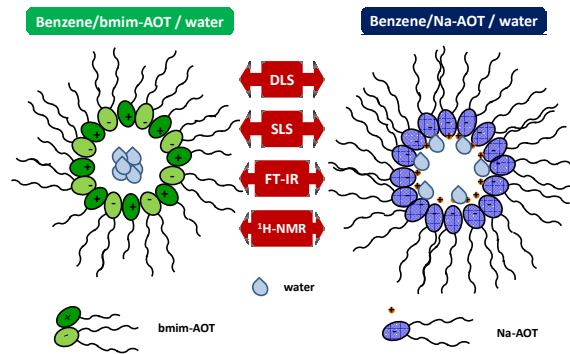 Benzene/bmim-AOT / water
Benzene/Na-AOT / water
DLS
SLS
FT-IR
¹H-NMR
water
bmim-AOT
Na-AOT